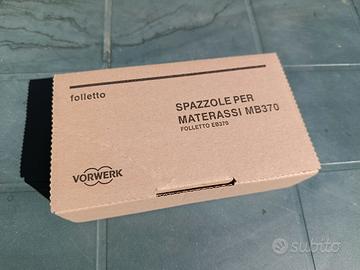 folletto
SPAZZOLE PER
MATERASSI MB370
FOLLETTO EB370
VORWERK
subito